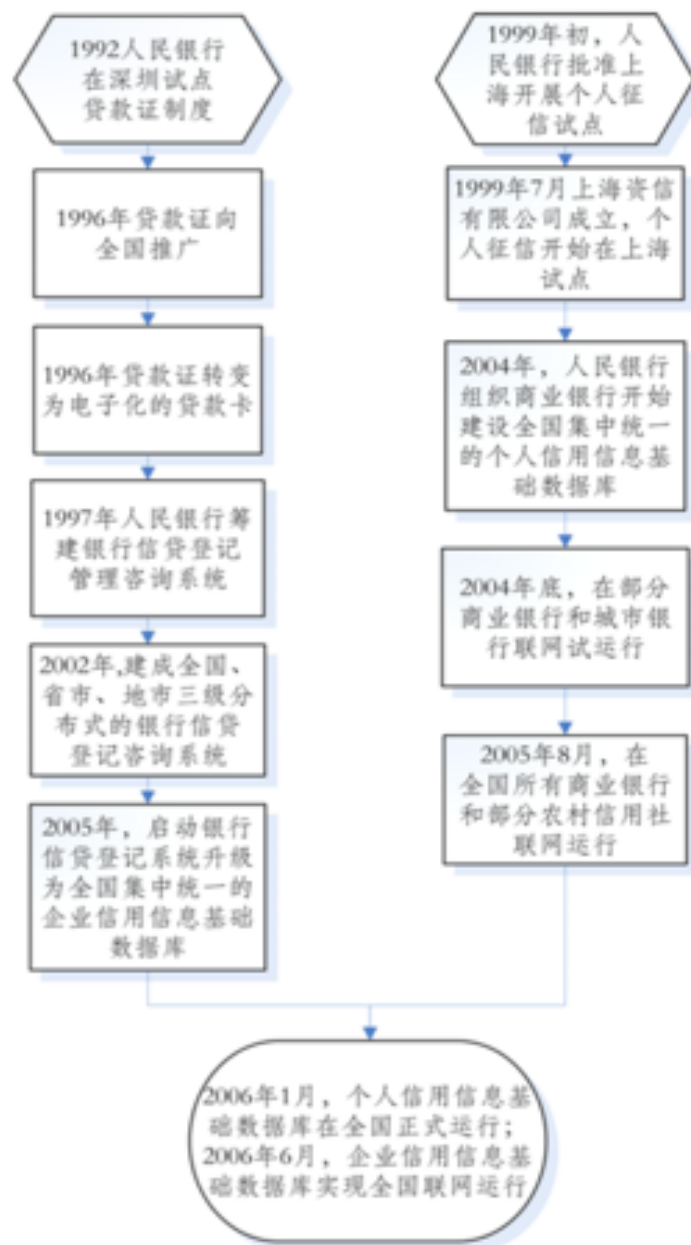 1992人民银行
在深圳试点
贷款证制度
1996年贷款证向
全国推广
1996年贷款证转变
为电子化的贷款卡
1997年人民银行筹
建银行信贷登记
管理咨询系统
2002年,建成全国、
省市、地市三级分
布式的银行信贷
登记咨询系统
2005年，启动银行
信贷登记系统升级
为全国集中统一的
企业信用信息基础
数据库
1999年初，人
民银行批准上
海开展个人征
信试点
1999年7月上海资信
有限公司成立，个
人征信开始在上海
试点
2004年，人民银行
组织商业银行开始
建设全国集中统一
的个人信用信息基
础数据库
2004年底，在部分
商业银行和城市银
行联网试运行
2005年8月，在
全国所有商业银行
和部分农村信用社
联网运行
2006年1月，个人信用信息基
础数据库在全国正式运行；
2006年6月，企业信用信息基
础数据库实现全国联网运行